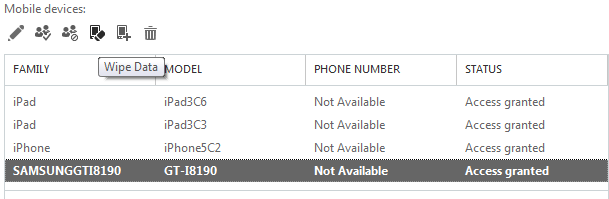 Mobile devices:
Wipe Data
FAMILY MODEL PHONE NUMBER STATUS
iPad iPad3C6 Not Available Access granted
iPad iPad3C3 Not Available Access granted
iPhone iPhone5C2 Not Available Access granted
SAMSUNGGTI8190 GT-I8190 Not Available Access granted